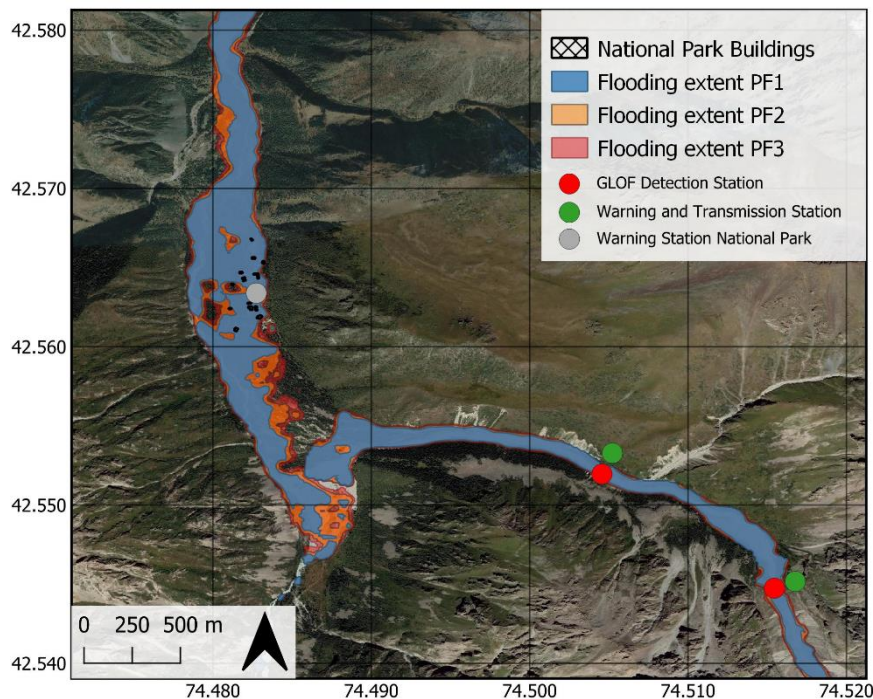 42.580
42.570
42.560
42.550
42.540
National Park Buildings
Flooding extent PF1
Flooding extent PF2
Flooding extent PF3
GLOF Detection Station
Warning and Transmission Station
Warning Station National Park
0 250 500 m
74.480 74.490 74.500 74.510 74.520